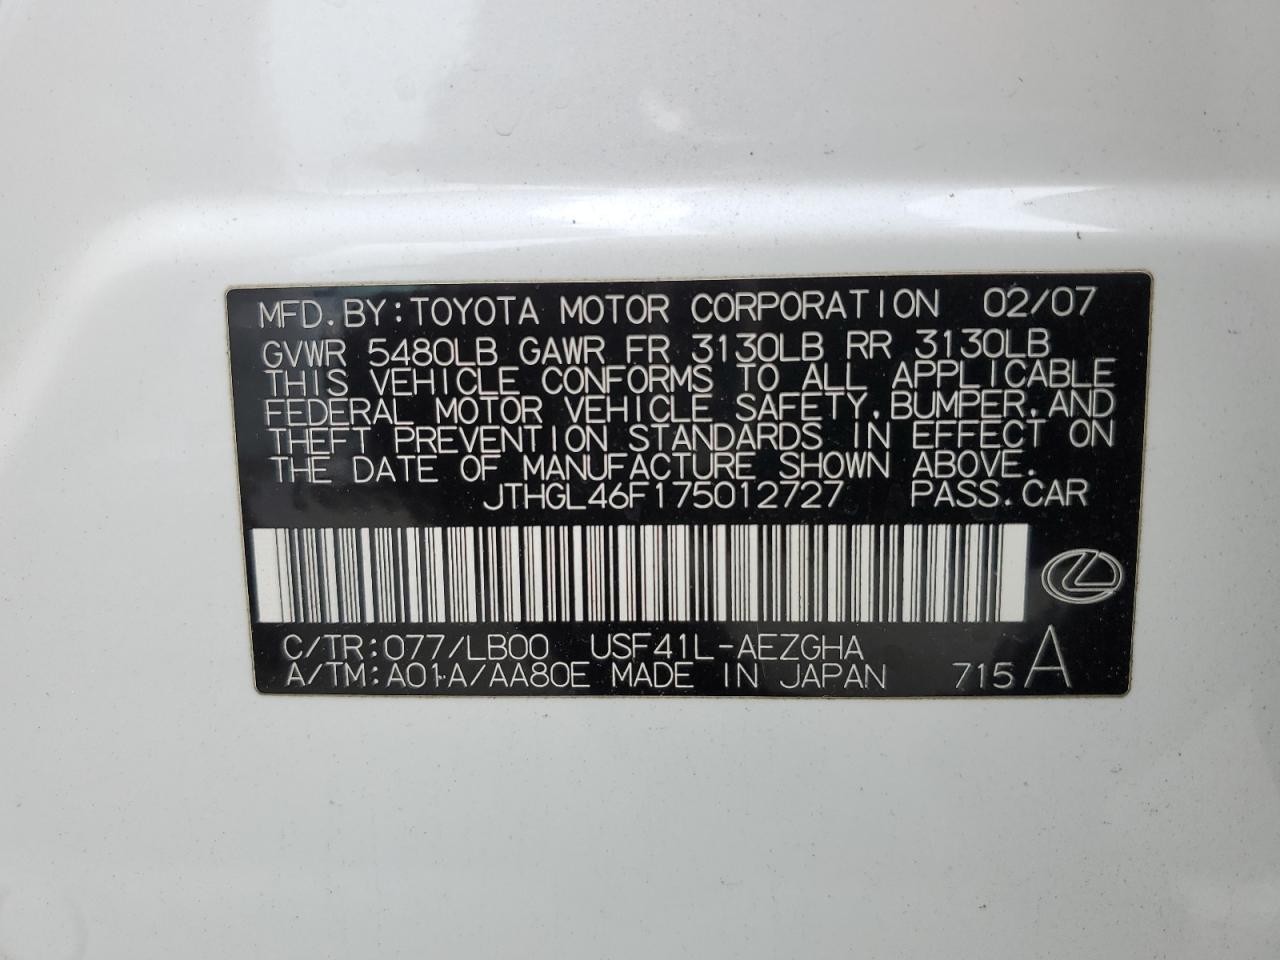 MFD. BY: TOYOTA MOTOR CORPORATION 02/07
GVWR 5480LB GAWR FR 3130LB RR 3130LB
THIS VEHICLE CONFORMS TO ALL APPLICABLE
FEDERAL MOTOR VEHICLE SAFETY, BUMPER, AND
THEFT PREVENTION STANDARDS IN EFFECT ON
THE DATE OF MANUFACTURE SHOWN ABOVE.
JTHGL46F175012727 PASS. CAR
C/TR: 077/LB00 USF41L-AEZGHA
A/TM: A01A/AA80E MADE IN JAPAN 715 A